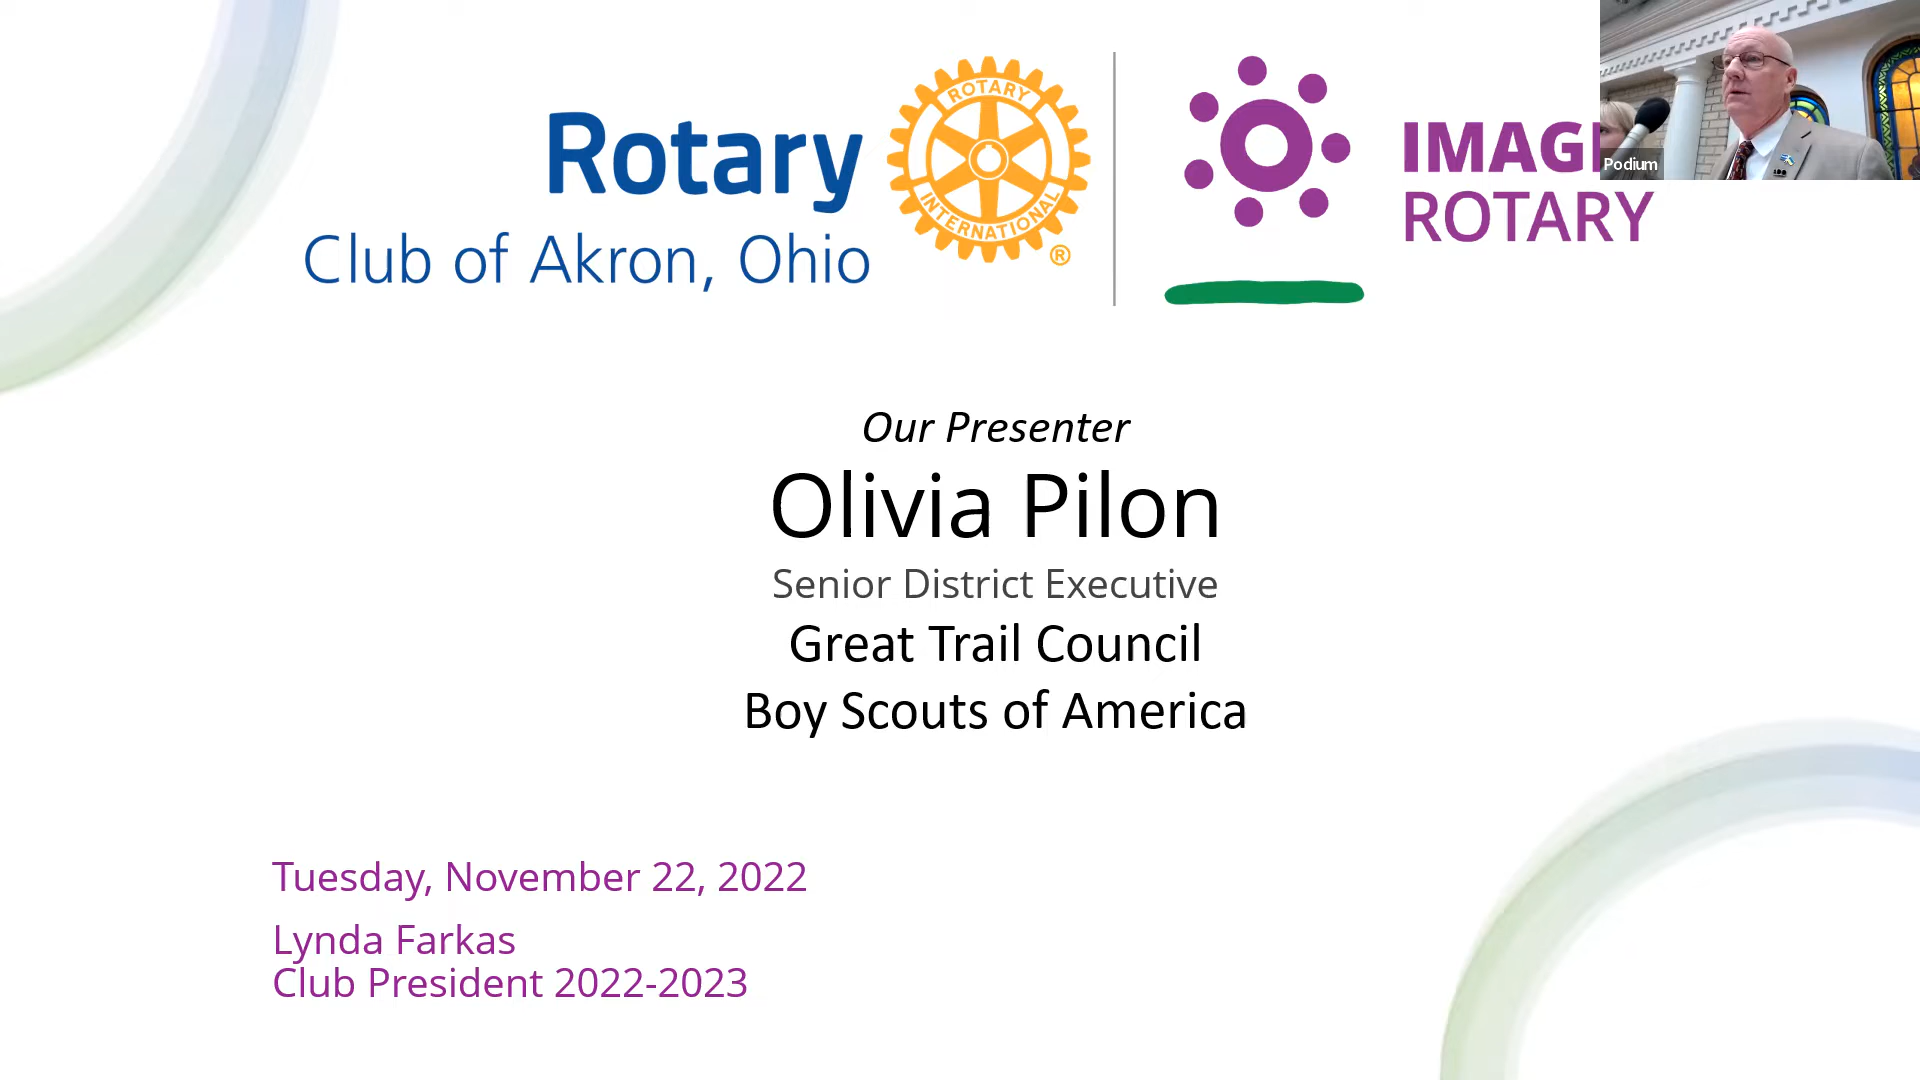 Rotary
Club of Akron, Ohio
ROTARY
INTERNATIONAL
®
IMAGI
ROTARY
Podium
Our Presenter
Olivia Pilon
Senior District Executive
Great Trail Council
Boy Scouts of America
Tuesday, November 22, 2022
Lynda Farkas
Club President 2022-2023